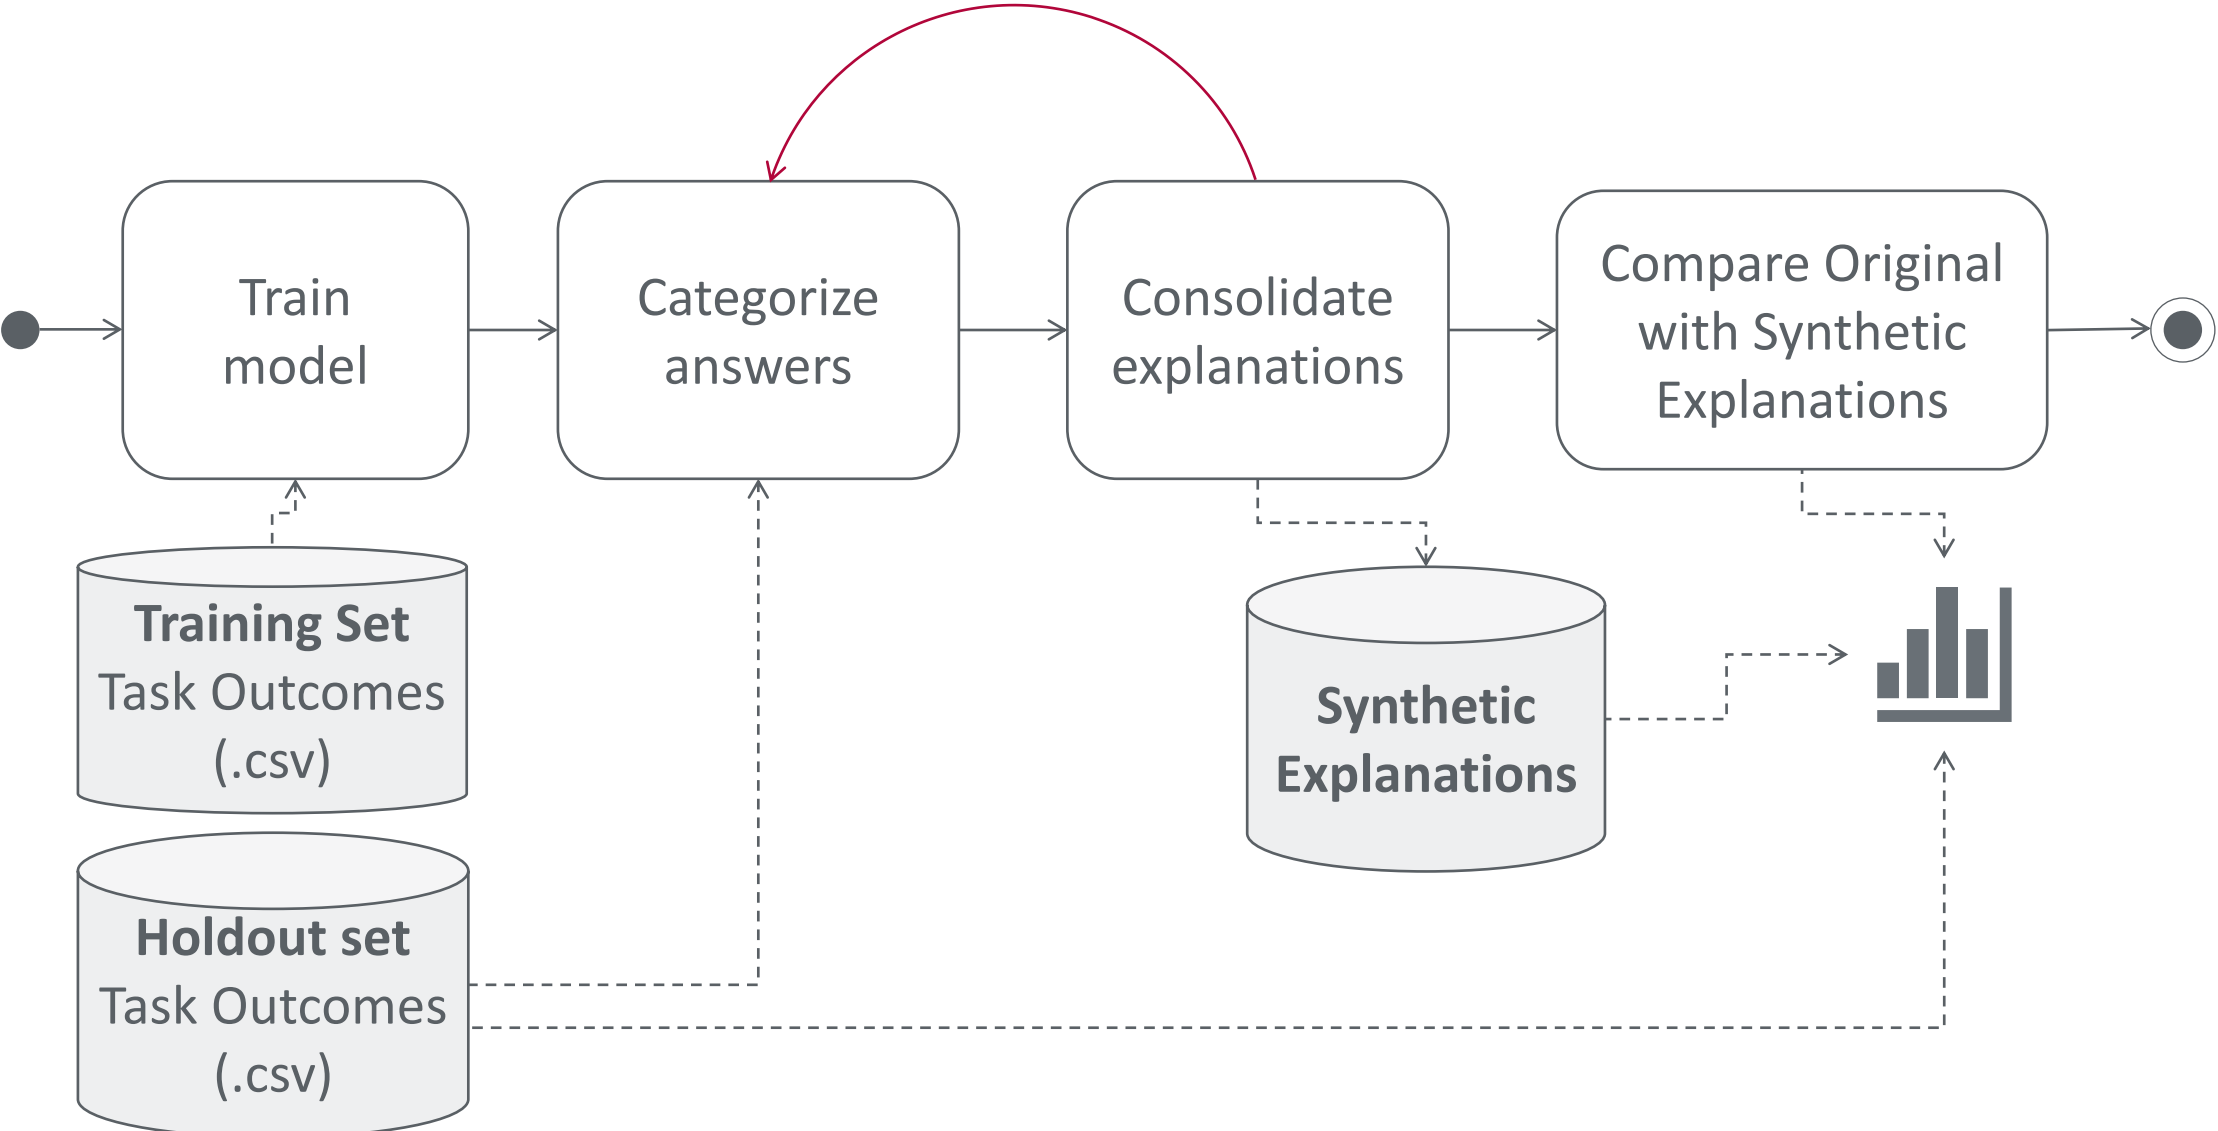 Train
model
Categorize
answers
Consolidate
explanations
Compare Original
with Synthetic
Explanations
Training Set
Task Outcomes
(.csv)
Synthetic
Explanations
Holdout set
Task Outcomes
(.csv)